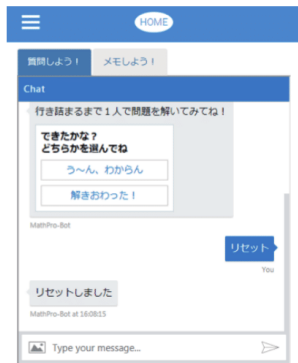 HOME
質問しよう！ メモしよう！
Chat
行き詰まるまで1人で問題を解いてみてね！
できたかな？
どちらかを選んでね
う～ん、わからん
解きおわった！
MathPro-Bot
リセット
You
リセットしました
MathPro-Bot at 16:08:15
Type your message...